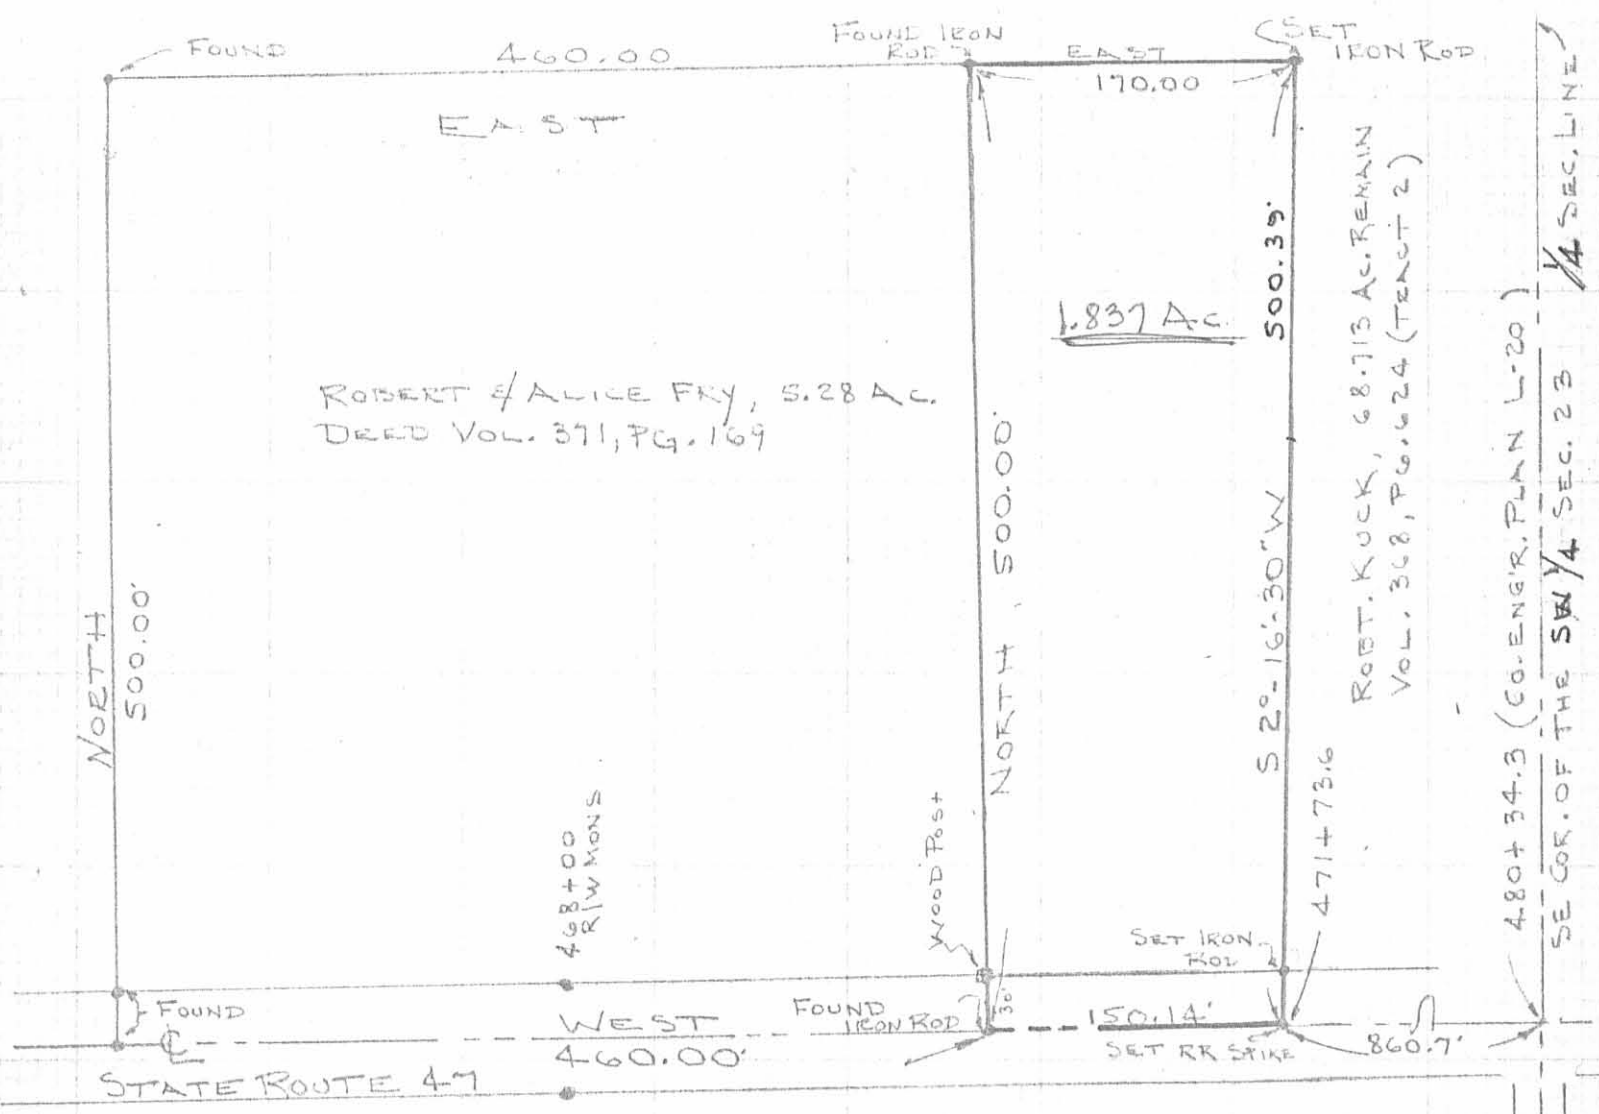 FOUND
460.00
FOUND IRON
ROD
EAST
170.00
SET
IRON ROD
EAST
1/4 SEC. LINE
1.837 AC.
500.39'
S 2°-16'-30" W
ROBT. KUCK, 68.713 AC. REMAIN
VOL. 368, PG. 624 (TRACT 2)
ROBERT & ALICE FRY, 5.28 AC.
DEED VOL. 371, PG. 169
NORTH 500.00'
NORTH
500.00'
468+00
R/W MONS
WOOD POST
471+73.6
480+34.3 (CO. ENG'R. PLAN L-20)
SE COR. OF THE SW 1/4 SEC. 23
SET IRON
ROD
FOUND
FOUND
IRON ROD
30'
℄
WEST
460.00'
150.14'
SET RR SPIKE
860.7'
STATE ROUTE 47